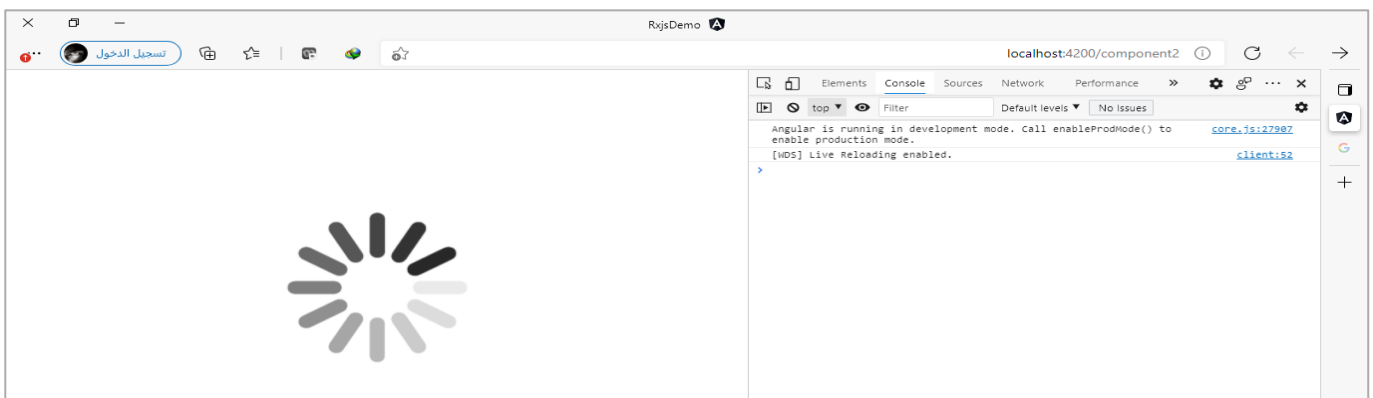 RxjsDemo
تسجيل الدخول
localhost:4200/component2
Elements Console Sources Network Performance
top Filter Default levels No Issues
Angular is running in development mode. Call enableProdMode() to core.js:27907
enable production mode.
[WDS] Live Reloading enabled. client:52